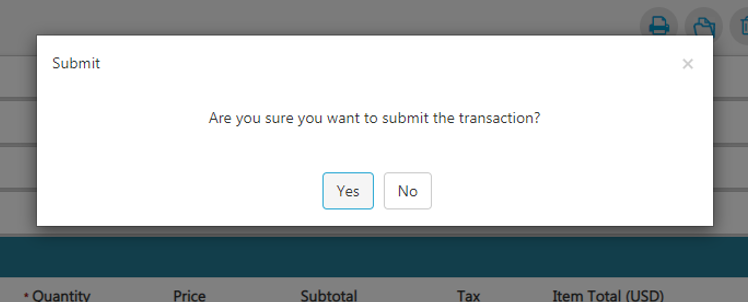 Submit ×
Are you sure you want to submit the transaction?
Yes No
* Quantity Price Subtotal Tax Item Total (USD)